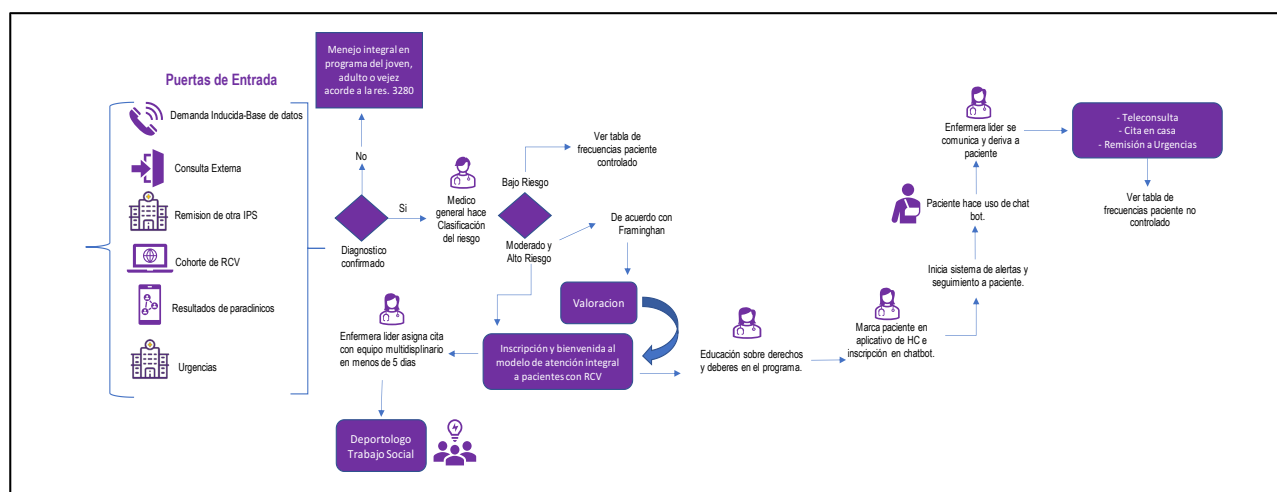 Puertas de Entrada
Demanda Inducida-Base de datos
Consulta Externa
Remision de otra IPS
Cohorte de RCV
Resultados de paraclinicos
Urgencias
Menejo integral en
programa del joven,
adulto o vejez
acorde a la res. 3280
No
Si
Diagnostico
confirmado
Medico
general hace
Clasificación del
riesgo
Bajo Riesgo
Ver tabla de
frecuencias paciente
controlado
Moderado y
Alto Riesgo
De acuerdo con
Framinghan
Valoracion
Inscripción y bienvenida al
modelo de atención integral
a pacientes con RCV
Enfermera lider asigna cita
con equipo multidisplinario
en menos de 5 dias
Deportologo
Trabajo Social
Educación sobre derechos
y deberes en el programa.
Marca paciente en
aplicativo de HC e
inscripción en chatbot.
Inicia sistema de alertas y
seguimiento a paciente.
Paciente hace uso de chat
bot.
Enfermera lider se
comunica y deriva a
paciente
- Teleconsulta
- Cita en casa
- Remisión a Urgencias
Ver tabla de
frecuencias paciente no
controlado